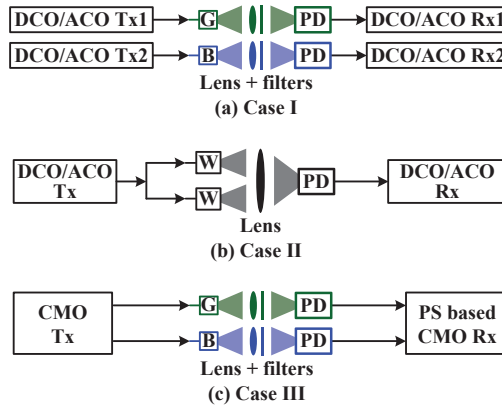 DCO/ACO Tx1 G PD DCO/ACO Rx1
DCO/ACO Tx2 B PD DCO/ACO Rx2
Lens + filters
(a) Case I
DCO/ACO Tx W W PD DCO/ACO Rx
Lens
(b) Case II
CMO Tx G PD B PD PS based CMO Rx
Lens + filters
(c) Case III